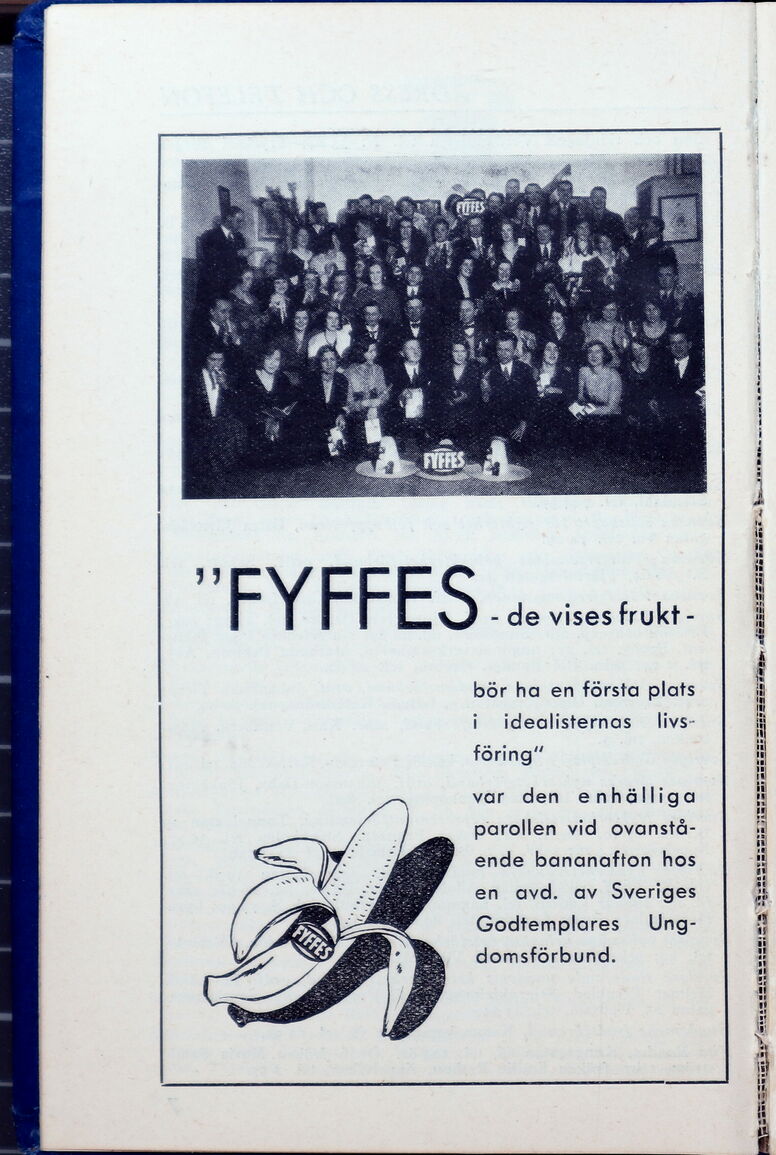 FYFFES
FYFFES
"FYFFES - de vises frukt -
bör ha en första plats
i idealisternas livs-
föring"
var den enhälliga
parollen vid ovanstå-
ende bananafton hos
en avd. av Sveriges
Godtemplares Ung-
domsförbund.
FYFFES